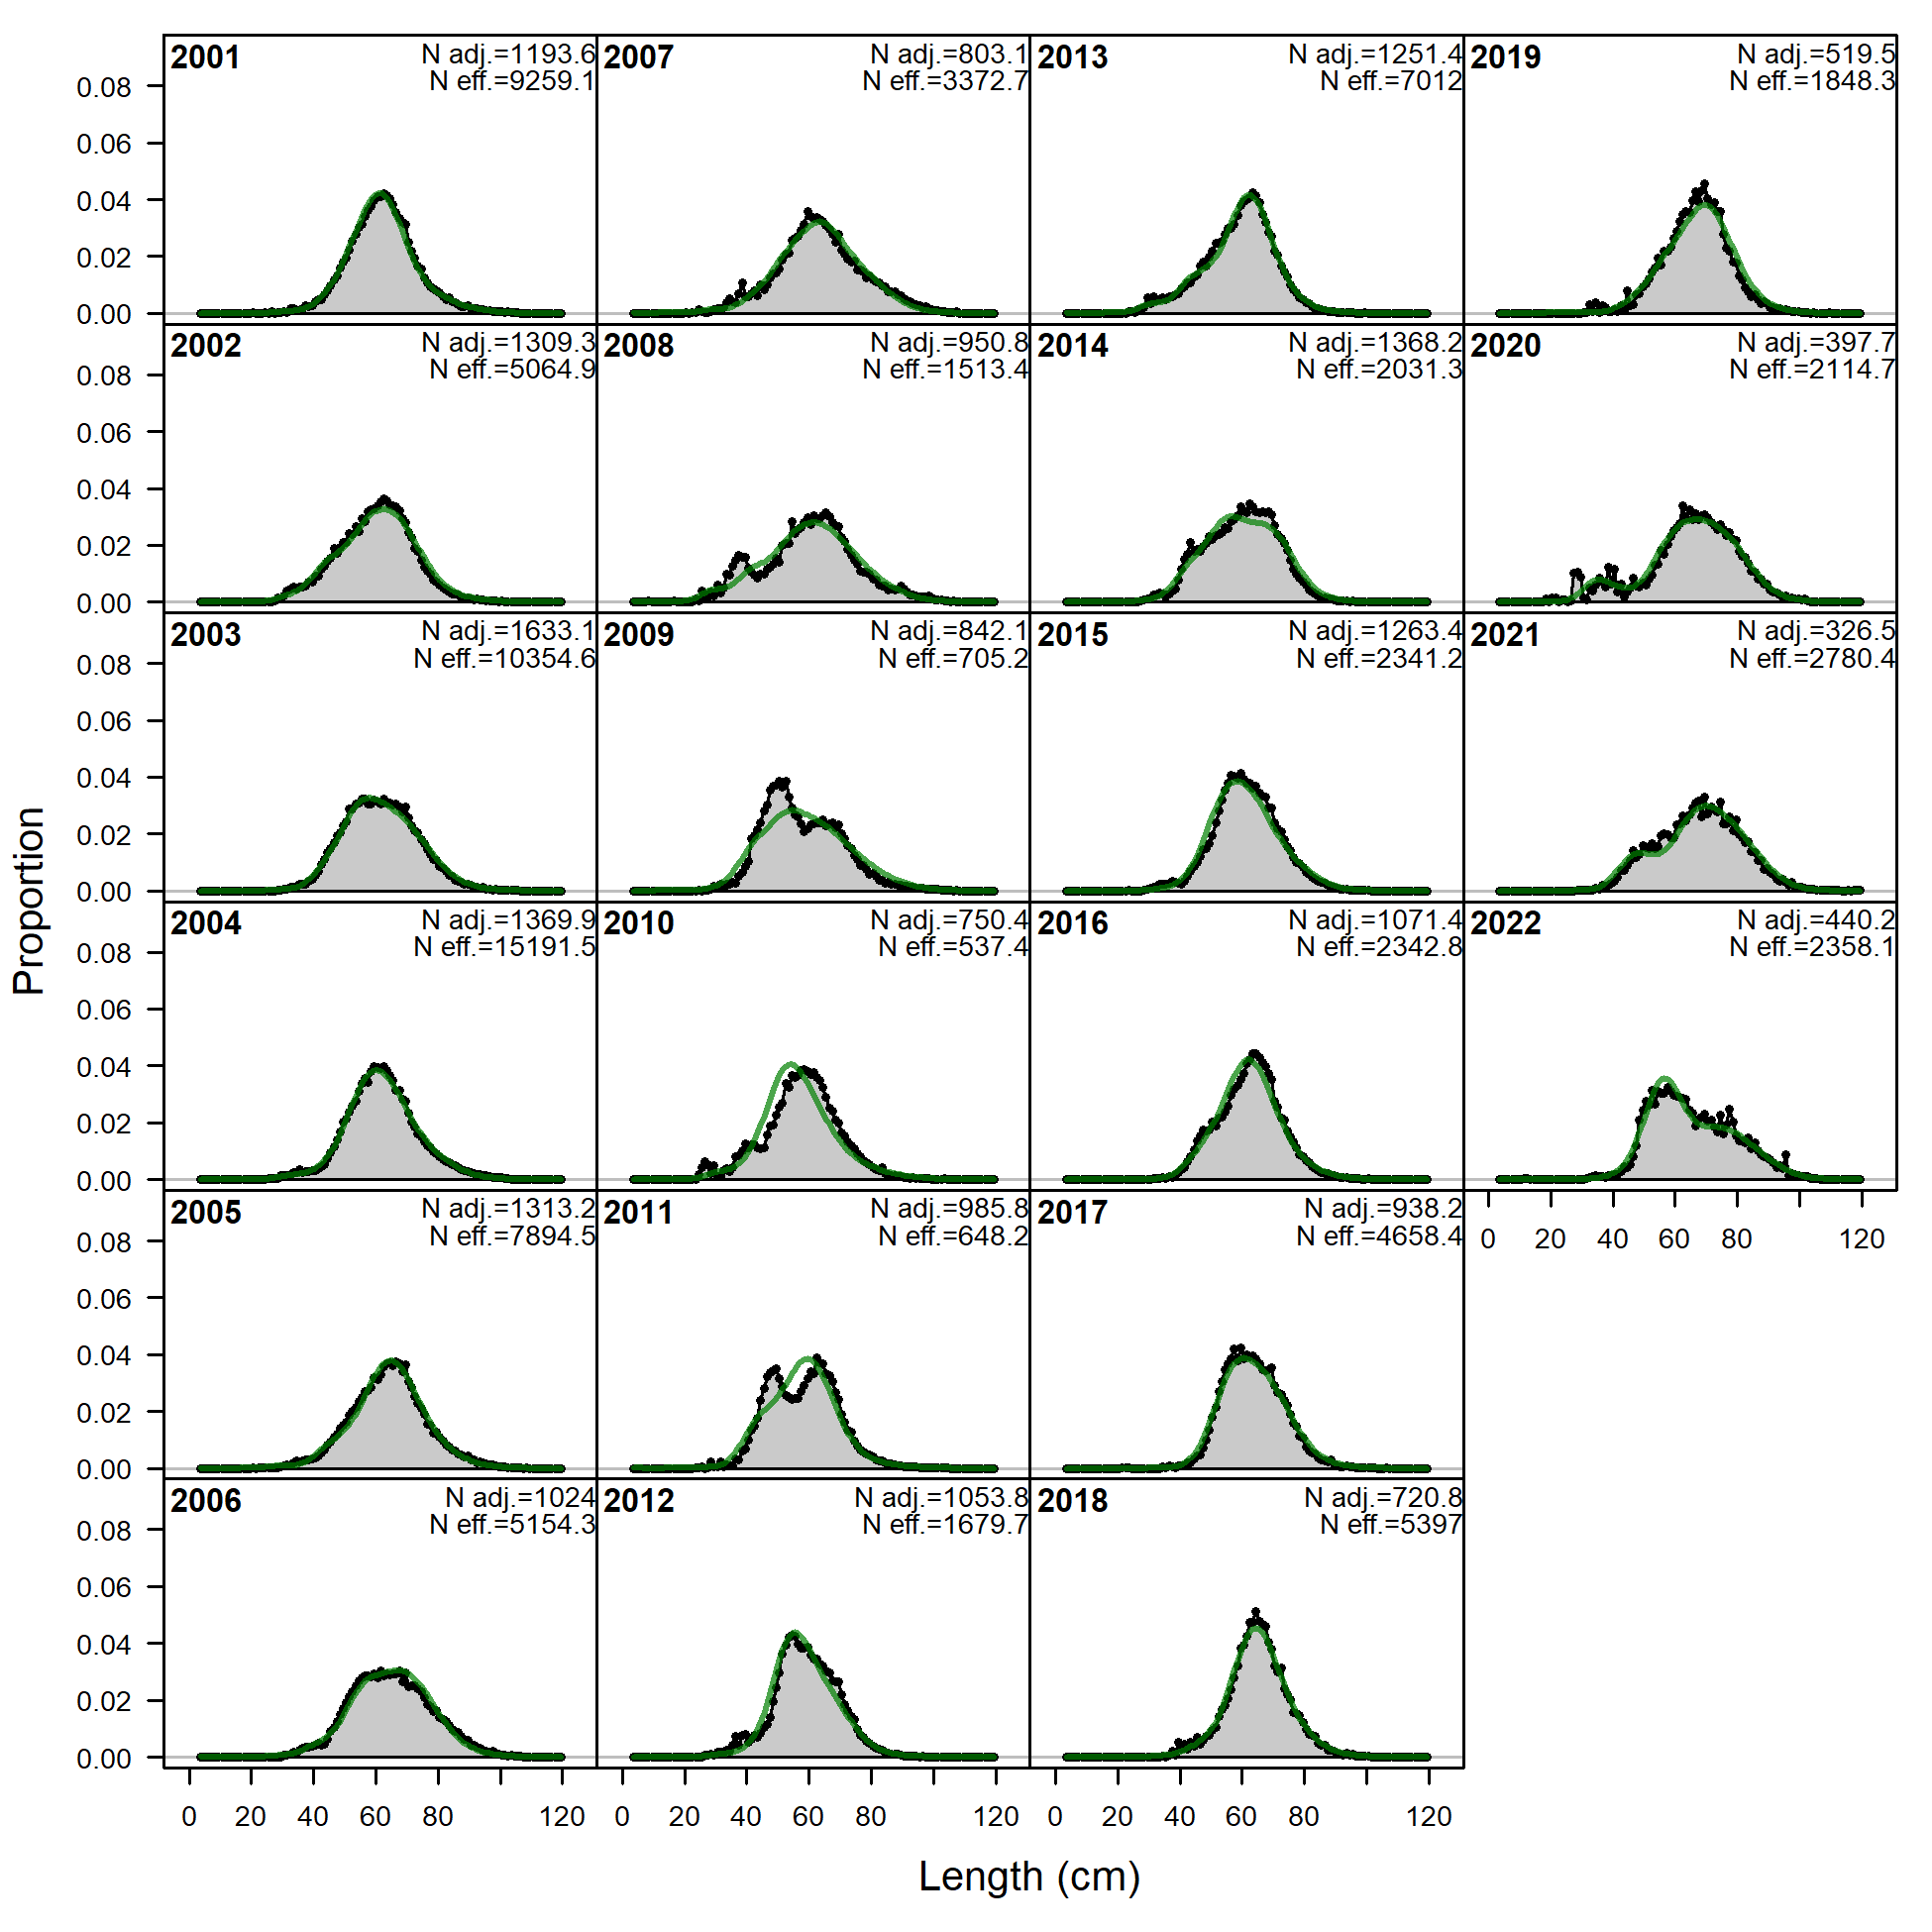 2001 N adj.=1193.6
N eff.=9259.1
2007 N adj.=803.1
N eff.=3372.7
2013 N adj.=1251.4
N eff.=7012
2019 N adj.=519.5
N eff.=1848.3
0.08
0.06
0.04
0.02
0.00
2002 N adj.=1309.3
N eff.=5064.9
2008 N adj.=950.8
N eff.=1513.4
2014 N adj.=1368.2
N eff.=2031.3
2020 N adj.=397.7
N eff.=2114.7
0.08
0.06
0.04
0.02
0.00
2003 N adj.=1633.1
N eff.=10354.6
2009 N adj.=842.1
N eff.=705.2
2015 N adj.=1263.4
N eff.=2341.2
2021 N adj.=326.5
N eff.=2780.4
0.08
0.06
0.04
0.02
0.00
Proportion
2004 N adj.=1369.9
N eff.=15191.5
2010 N adj.=750.4
N eff.=537.4
2016 N adj.=1071.4
N eff.=2342.8
2022 N adj.=440.2
N eff.=2358.1
0.08
0.06
0.04
0.02
0.00
2005 N adj.=1313.2
N eff.=7894.5
2011 N adj.=985.8
N eff.=648.2
2017 N adj.=938.2
N eff.=4658.4
0 20 40 60 80 120
0.08
0.06
0.04
0.02
0.00
2006 N adj.=1024
N eff.=5154.3
2012 N adj.=1053.8
N eff.=1679.7
2018 N adj.=720.8
N eff.=5397
0.08
0.06
0.04
0.02
0.00
0 20 40 60 80 120
0 20 40 60 80 120
0 20 40 60 80 120
Length (cm)